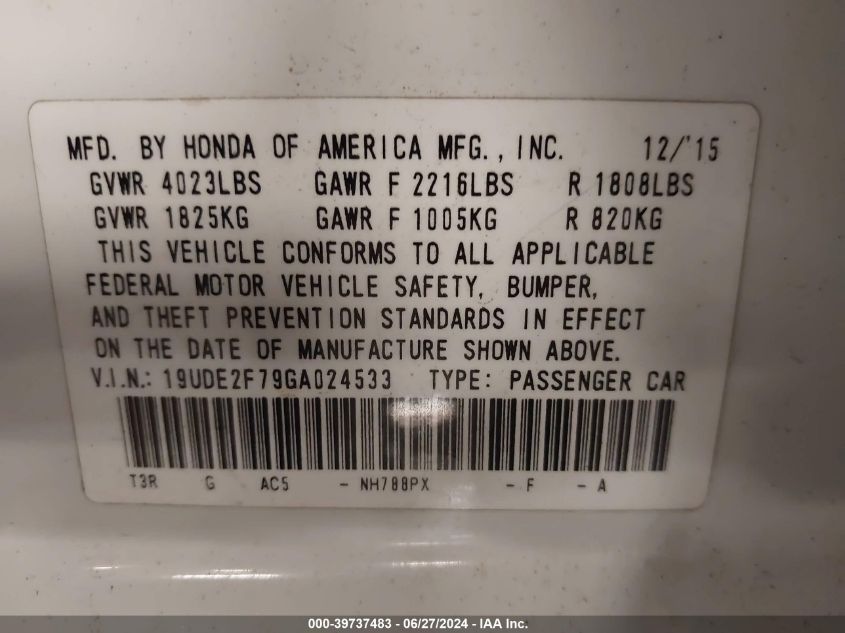 MFD. BY HONDA OF AMERICA MFG., INC. 12/'15
GVWR 4023LBS GAWR F 2216LBS R 1808LBS
GVWR 1825KG GAWR F 1005KG R 820KG
THIS VEHICLE CONFORMS TO ALL APPLICABLE
FEDERAL MOTOR VEHICLE SAFETY, BUMPER,
AND THEFT PREVENTION STANDARDS IN EFFECT
ON THE DATE OF MANUFACTURE SHOWN ABOVE.
V.I.N.: 19UDE2F79GA024533 TYPE: PASSENGER CAR
T3R G AC5 - NH788PX - F - A
000-39737483 - 06/27/2024 - IAA Inc.